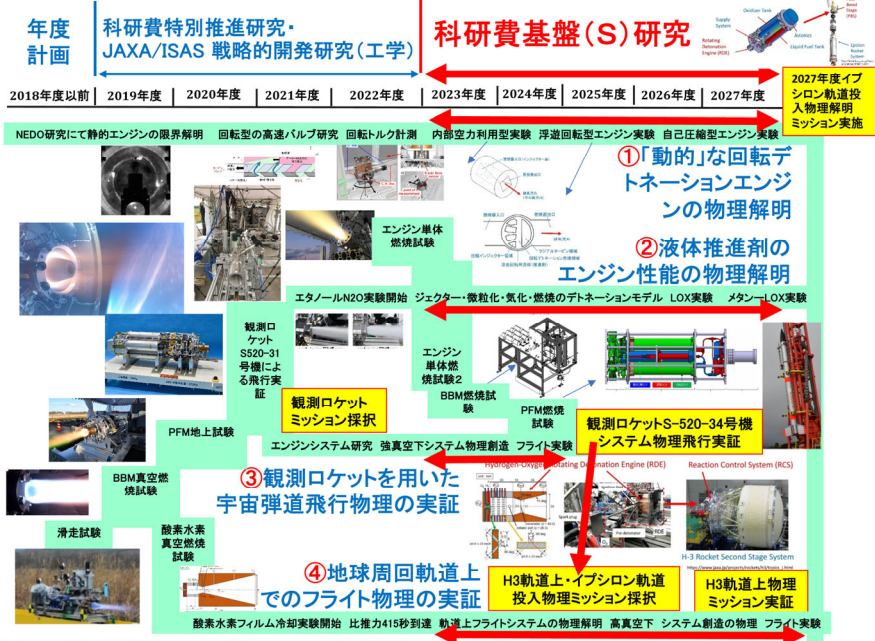 年度
計画
科研費特別推進研究・
JAXA/ISAS 戦略的開発研究(工学)
科研費基盤(S)研究
Supply
System
Oxidizer Tank
Rotating
Detonation
Engine (RDE)
Avionics
Liquid Fuel Tank
Boost
Stage
(PBS)
Epsilon
Rocket
System
2018年度以前
2019年度
2020年度
2021年度
2022年度
2023年度
2024年度
2025年度
2026年度
2027年度
2027年度イプ
シロン軌道投
入物理解明
ミッション実施
NEDO研究にて静的エンジンの限界解明
回転型の高速バルブ研究
回転トルク計測
内部空力利用型実験
浮遊回転型エンジン実験
自己圧縮型エンジン実験
①「動的」な回転デ
トネーションエンジ
ンの物理解明
エンジン単体
燃焼試験
②液体推進剤の
エンジン性能の物理解明
エタノールN2O実験開始
ジェクター・微粒化・気化・燃焼のデトネーションモデル
LOX実験
メタンーLOX実験
観測ロ
ケット
S520-31
号機によ
る飛行実
証
エンジン
単体燃
焼試験2
BBM燃焼試
験
PFM燃焼
試験
観測ロケット
ミッション採択
観測ロケットS-520-34号機
システム物理飛行実証
PFM地上試験
エンジンシステム研究
強真空下システム物理創造
フライト実験
BBM真空燃
焼試験
③観測ロケットを用いた
宇宙弾道飛行物理の実証
Hydrogen-Oxygen Rotating Detonation Engine (RDE)
Reaction Control System (RCS)
Spark plug
Pre-detonator
RDE
H-3 Rocket Second Stage System
滑走試験
酸素水素
真空燃焼
試験
④地球周回軌道上
でのフライト物理の実証
H3軌道上・イプシロン軌道
投入物理ミッション採択
H3軌道上物理
ミッション実証
酸素水素フィルム冷却実験開始
比推力415秒到達
軌道上フライトシステムの物理解明
高真空下
システム創造の物理
フライト実験